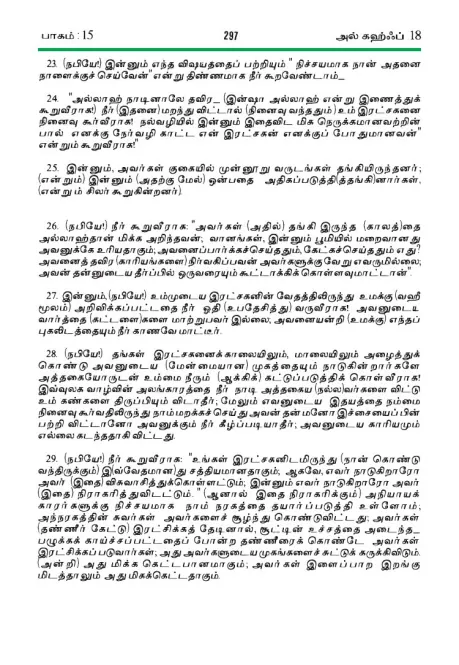 பாகம் : 15 297 அல் கஹ்ஃப் 18
23. (நபியே!) இன்னும் எந்த விஷயத்தைப் பற்றியும் " நிச்சயமாக நான் அதனை
நாளைக்குச் செய்வேன்" என்று திண்ணமாக நீர் கூறவேண்டாம்_
24. "அல்லாஹ் நாடினாலே தவிர_ (இன்ஷா அல்லாஹ் என்று இணைத்துக்
கூறுவீராக!) நீர் (இதனை) மறந்து விட்டால் (நினைவு வந்ததும்) உம் இரட்சகனை
நினைவு கூர்வீராக! நல்வழியில் இன்னும் இதைவிட மிக நெருக்கமானவற்றின்
பால் எனக்கு நேர்வழி காட்ட என் இரட்சகன் எனக்குப் போதுமானவன்"
என்றும் கூறுவீராக!"
25. இன்னும், அவர்கள் குகையில் முன்னூறு வருடங்கள் தங்கியிருந்தனர்;
(என்றும்) இன்னும் (அதற்கு மேல்) ஒன்பதை அதிகப்படுத்தி(த்தங்கி)னார்கள்,
(என்றும் சிலர் கூறுகின்றனர்).
26. (நபியே!) நீர் கூறுவீராக: "அவர்கள் (அதில்) தங்கி இருந்த (காலத்)தை
அல்லாஹ்தான் மிக்க அறிந்தவன்; வானங்கள், இன்னும் பூமியில் மறைவானது
அவனுக்கே உரியதாகும்; அவனைப்பார்க்கச்செய்ததும், கேட்கச்செய்ததும் எது?
அவனைத் தவிர (காரியங்களை) நிர்வகிப்பவன் அவர்களுக்கு வேறு எவருமில்லை;
அவன் தன்னுடைய தீர்ப்பில் ஒருவரையும் கூட்டாக்கிக் கொள்ளவுமாட்டான்".
27. இன்னும், (நபியே!) உம்முடைய இரட்சகனின் வேதத்திலிருந்து உமக்கு (வஹீ
மூலம்) அறிவிக்கப்பட்டதை நீர் ஓதி (உபதேசித்து) வருவீராக! அவனுடைய
வார்த்தை (கட்டளை)களை மாற்றுபவர் இல்லை; அவனையன்றி (உமக்கு) எந்தப்
புகலிடத்தையும் நீர் காணவே மாட்டீர்.
28. (நபியே!) தங்கள் இரட்சகனைக் காலையிலும், மாலையிலும் அழைத்துக்
கொண்டு அவனுடைய (மேன்மையான) முகத்தையும் நாடுகின்றார்களே
அத்தகையோருடன் உம்மை நீரும் (ஆக்கிக்) கட்டுப்படுத்திக் கொள்வீராக!
இவ்வுலக வாழ்வின் அலங்காரத்தை நீர் நாடி அத்தகைய (நல்ல)வர்களை விட்டு
உம் கண்களை திருப்பியும் விடாதீர்; மேலும் எவனுடைய இதயத்தை நம்மை
நினைவு கூர்வதிலிருந்து நாம் மறக்கச் செய்து அவன் தன் மனோ இச்சையைப்பின்
பற்றி விட்டானோ அவனுக்கும் நீர் கீழ்ப்படியாதீர்; அவனுடைய காரியமும்
எல்லை கடந்ததாகி விட்டது.
29. (நபியே!) நீர் கூறுவீராக: "உங்கள் இரட்சகனிடமிருந்து (நான் கொண்டு
வந்திருக்கும்) இவ்வேதமான(து) சத்தியமானதாகும்; ஆகவே, எவர் நாடுகிறாரோ
அவர் (இதை) விசுவாசித்துக்கொள்ளட்டும்; இன்னும் எவர் நாடுகிறாரோ அவர்
(இதை) நிராகரித்துவிடட்டும். " (ஆனால் இதை நிராகரிக்கும்) அநியாயக்
காரர்களுக்கு நிச்சயமாக நாம் நரகத்தை தயார்ப்படுத்தி உள்ளோம்;
அந்நரகத்தின் சுவர்கள் அவர்களைச் சூழ்ந்து கொண்டுவிட்டது; அவர்கள்
(தண்ணீர் கேட்டு) இரட்சிக்கத் தேடினால், சூட்டின் உச்சத்தை அடைந்த_
பழுக்கக் காய்ச்சப்பட்டதைப் போன்ற தண்ணீரைக் கொண்டே அவர்கள்
இரட்சிக்கப்படுவார்கள்; அது அவர்களுடைய முகங்களைச் சுட்டுக் கருக்கிவிடும்.
(அன்றி) அது மிக்க கெட்டபானமாகும்; அவர்கள் இளைப்பாற இறங்கு
மிடத்தாலும் அது மிகக்கெட்டதாகும்.